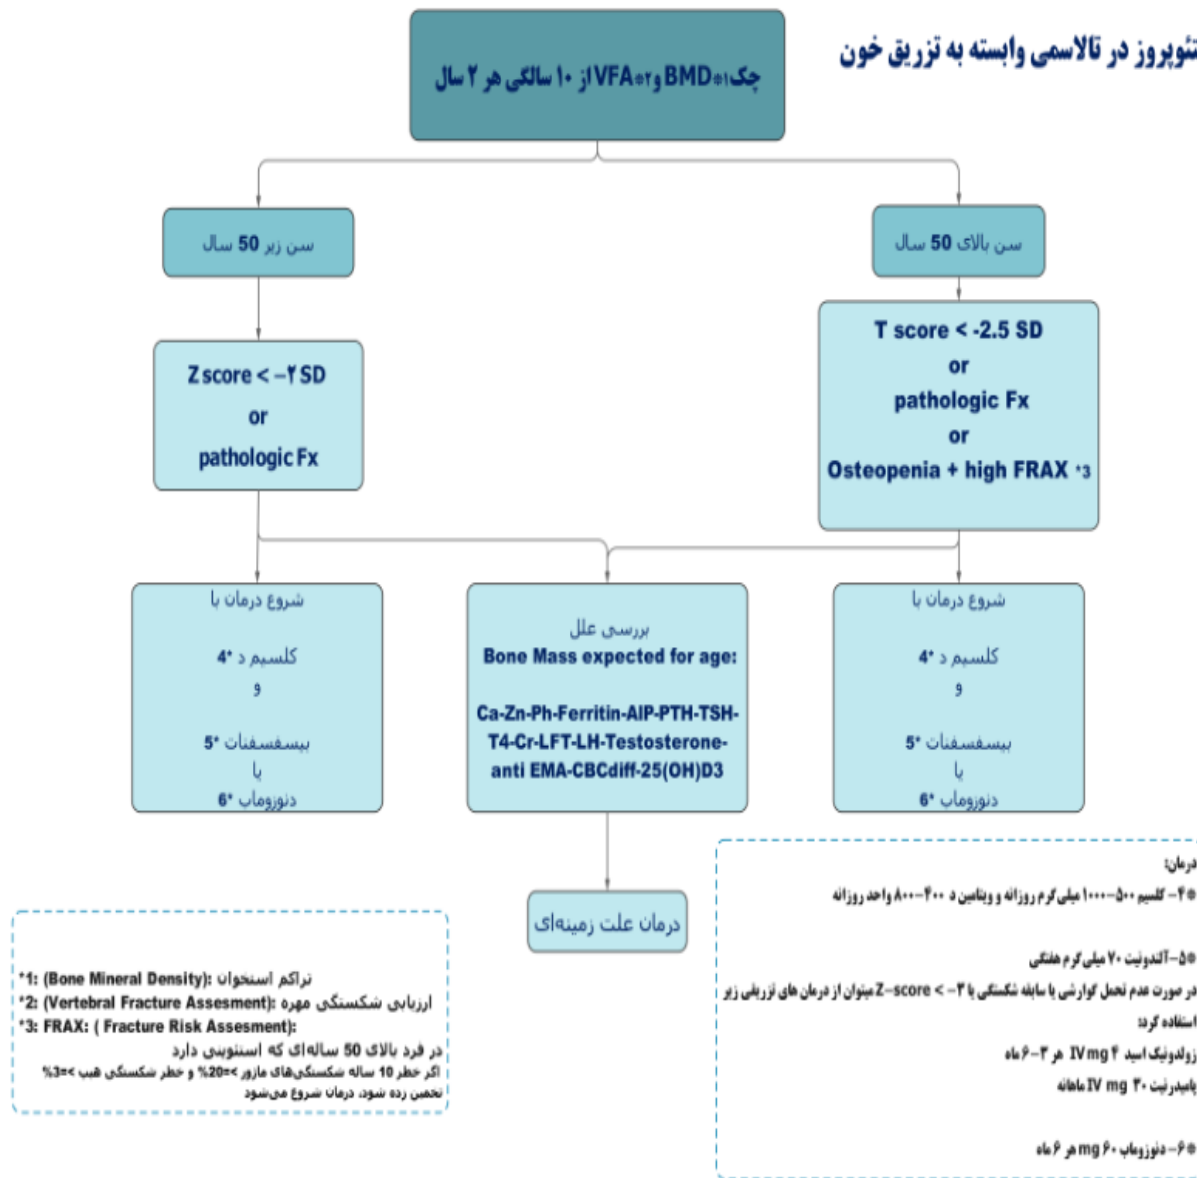 تئوپروز در تالاسمی وابسته به تزریق خون
چک BMD*۱ و VFA*۲ از ۱۰ سالگی هر ۲ سال
سن بالای 50 سال
T score < -2.5 SD
or
pathologic Fx
or
Osteopenia + high FRAX *3
سن زیر 50 سال
Z score < −۲ SD
or
pathologic Fx
شروع درمان با
کلسیم د *4
و
بیسفسفنات *5
یا
دنوزوماب *6
بررسی علل
Bone Mass expected for age:
Ca-Zn-Ph-Ferritin-AlP-PTH-TSH-
T4-Cr-LFT-LH-Testosterone-
anti EMA-CBCdiff-25(OH)D3
شروع درمان با
کلسیم د *4
و
بیسفسفنات *5
یا
دنوزوماب *6
درمان علت زمینه‌ای
درمان:
*۴- کلسیم ۵۰۰-۱۰۰۰ میلی‌گرم روزانه و ویتامین د ۴۰۰-۸۰۰ واحد روزانه
*۵-آلندونیت ۷۰ میلی‌گرم هفتگی
در صورت عدم تحمل گوارشی یا سابقه شکستگی یا Z-score < -۳ میتوان از درمان های تزریقی زیر
استفاده کرد:
زولدونیک اسید ۴ IV mg هر ۳-۶ ماه
پامیدرنیت ۳۰ IV mg ماهانه
*۶- دنوزوماب ۶۰ mg هر ۶ ماه
*1: (Bone Mineral Density): تراکم استخوان
*2: (Vertebral Fracture Assesment): ارزیابی شکستگی مهره
*3: FRAX: ( Fracture Risk Assesment):
در فرد بالای 50 ساله‌ای که استئوپنی دارد
اگر خطر 10 ساله شکستگی‌های ماژور >=20% و خطر شکستگی هیپ >=3%
تخمین زده شود، درمان شروع می‌شود